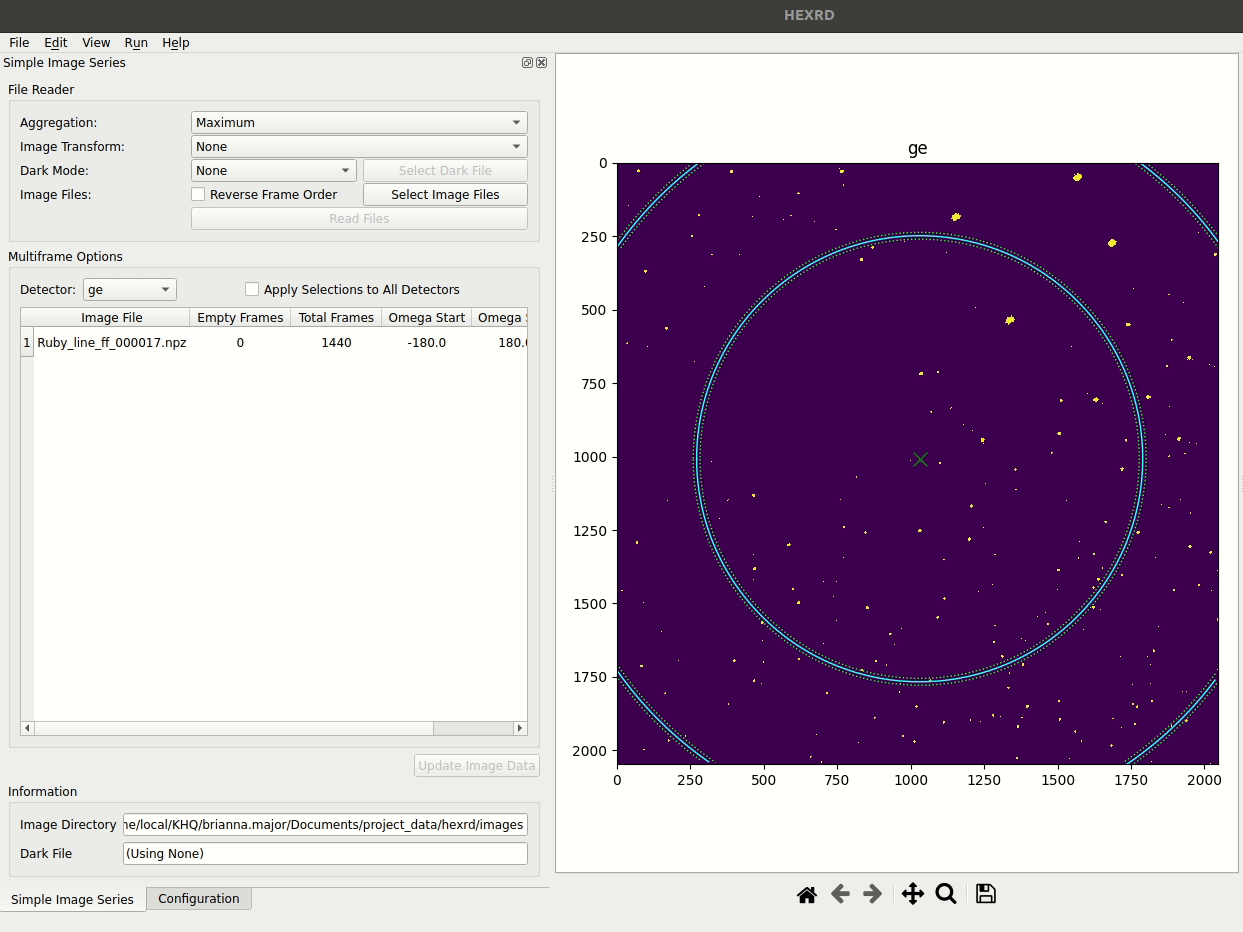 HEXRD
File Edit View Run Help
Simple Image Series
File Reader
Aggregation: Maximum
Image Transform: None
Dark Mode: None Select Dark File
Image Files: Reverse Frame Order Select Image Files
Read Files
Multiframe Options
Detector: ge Apply Selections to All Detectors
Image File Empty Frames Total Frames Omega Start Omega S
1 Ruby_line_ff_000017.npz 0 1440 -180.0 180.0
Update Image Data
Information
Image Directory ne/local/KHQ/brianna.major/Documents/project_data/hexrd/images
Dark File (Using None)
Simple Image Series Configuration
ge
0
250
500
750
1000
1250
1500
1750
2000
0 250 500 750 1000 1250 1500 1750 2000